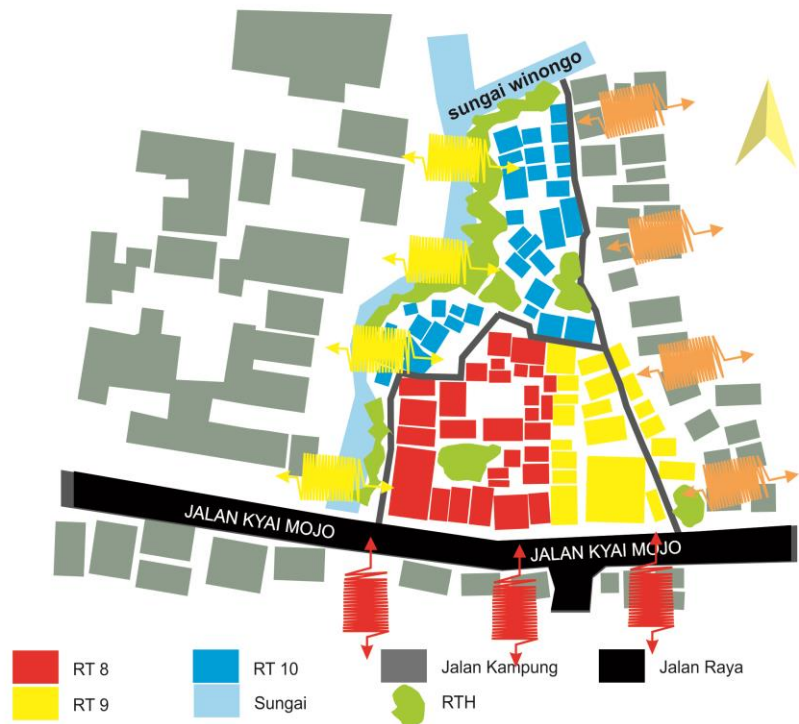 sungai winongo
JALAN KYAI MOJO
JALAN KYAI MOJO
RT 8
RT 10
Jalan Kampung
Jalan Raya
RT 9
Sungai
RTH